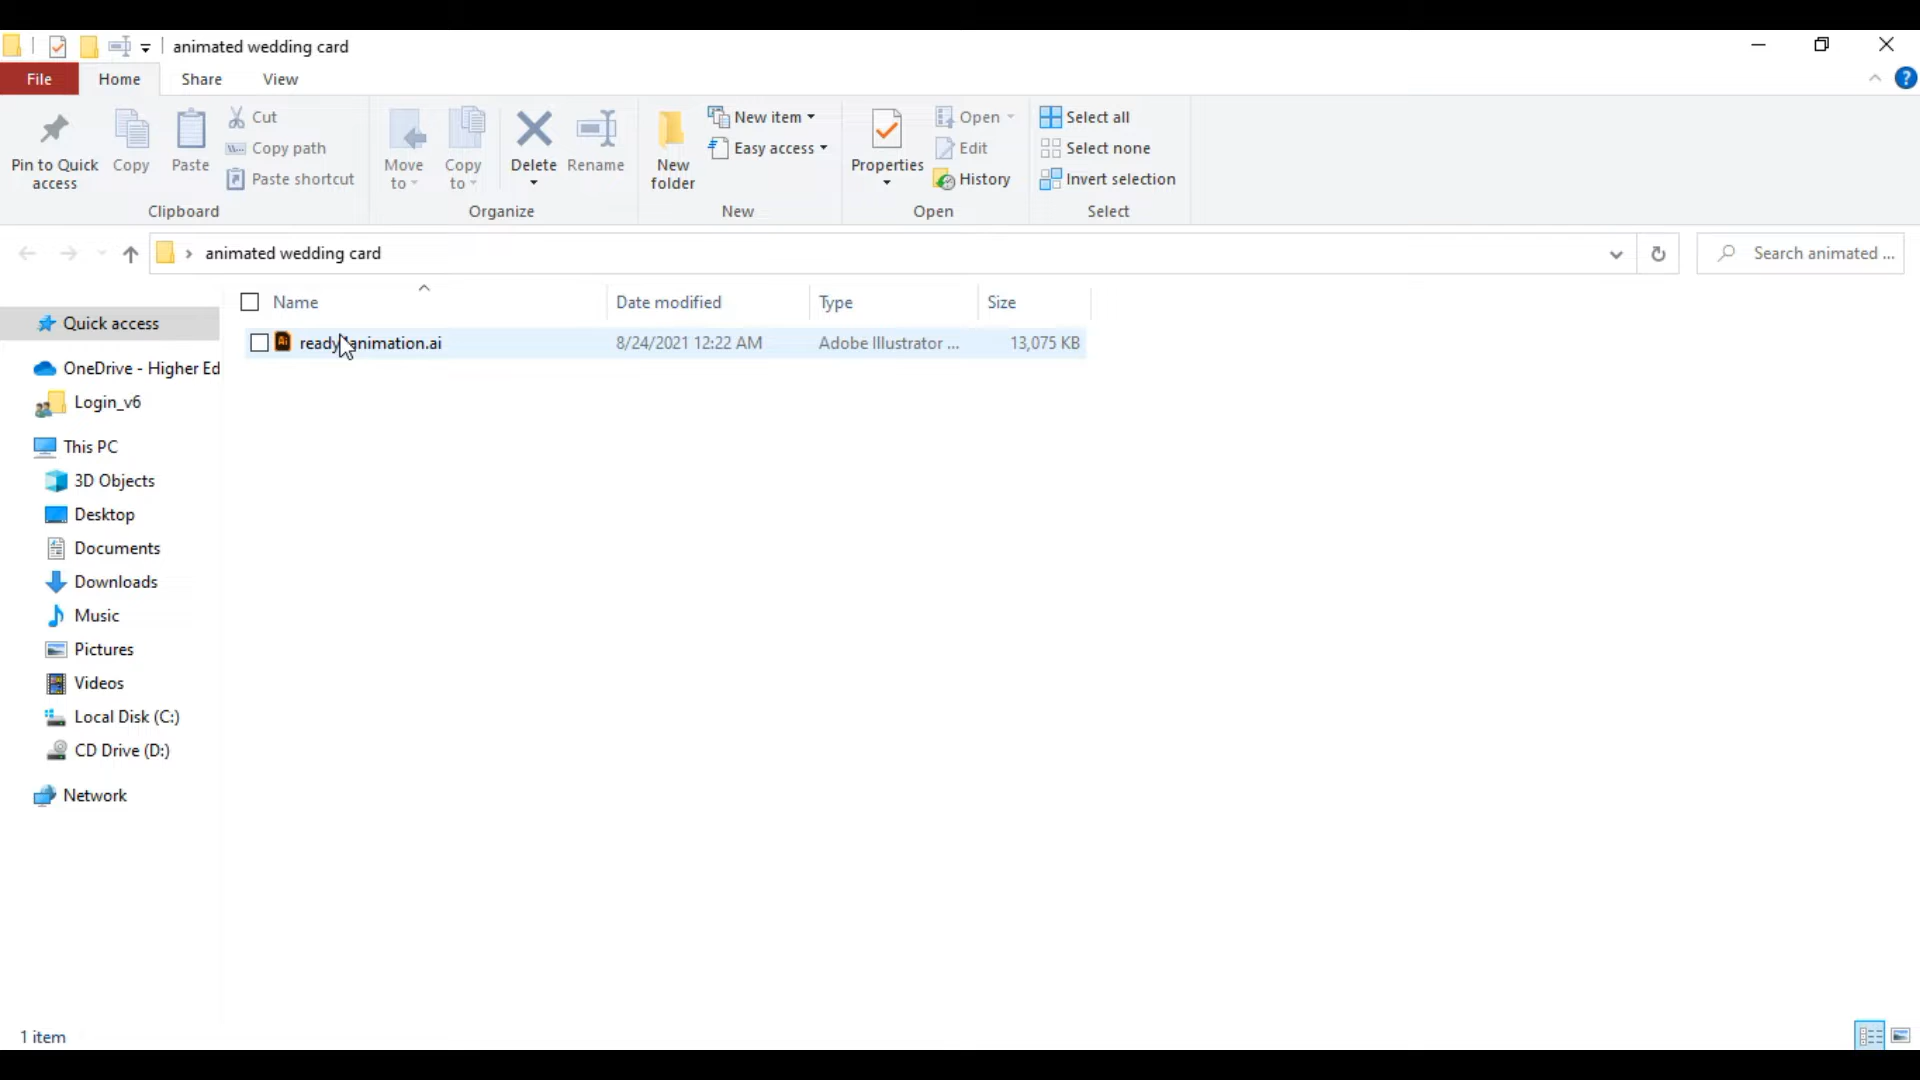 animated wedding card
File Home Share View
Pin to Quick access
Copy
Paste
Cut
Copy path
Paste shortcut
Clipboard
Move to
Copy to
Delete
Rename
Organize
New folder
New item
Easy access
New
Properties
Open
Edit
History
Open
Select all
Select none
Invert selection
Select
animated wedding card
Search animated ...
Name Date modified Type Size
animation.ai 8/24/2021 12:22 AM Adobe Illustrator ... 13,075 KB
Quick access
OneDrive - Higher Ed
Login_v6
This PC
3D Objects
Desktop
Documents
Downloads
Music
Pictures
Videos
Local Disk (C:)
CD Drive (D:)
Network
1 item